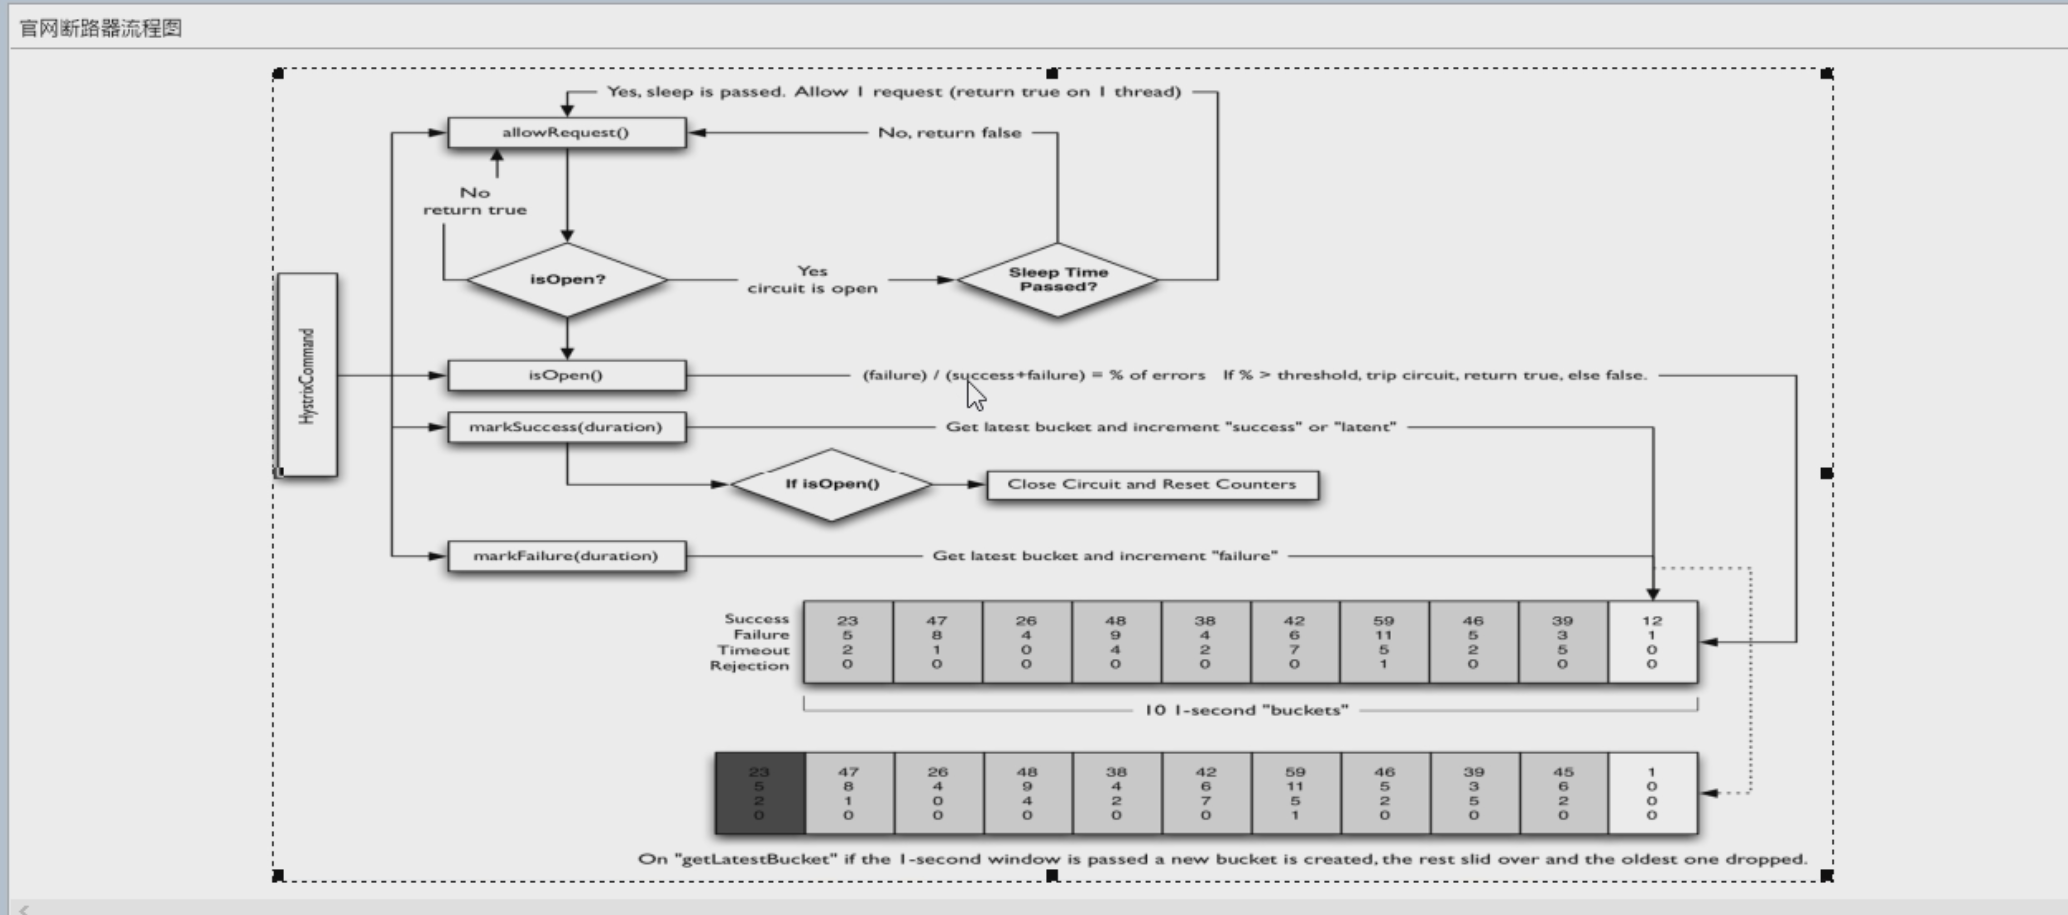 官网断路器流程图
Yes, sleep is passed. Allow 1 request (return true on 1 thread)
allowRequest()
No, return false
No
return true
isOpen?
Yes
circuit is open
Sleep Time
Passed?
HystrixCommand
isOpen()
(failure) / (success+failure) = % of errors If % > threshold, trip circuit, return true, else false.
markSuccess(duration)
Get latest bucket and increment "success" or "latent"
If isOpen()
Close Circuit and Reset Counters
markFailure(duration)
Get latest bucket and increment "failure"
Success 23 47 26 48 38 42 59 46 39 12
Failure 5 8 4 9 4 6 11 5 3 1
Timeout 2 1 0 4 2 7 5 2 5 0
Rejection 0 0 0 0 0 0 1 0 0 0
10 1-second "buckets"
23 47 26 48 38 42 59 46 39 45 1
5 8 4 9 4 6 11 5 3 6 0
2 1 0 4 2 7 5 2 5 2 0
0 0 0 0 0 0 1 0 0 0 0
On "getLatestBucket" if the 1-second window is passed a new bucket is created, the rest slid over and the oldest one dropped.